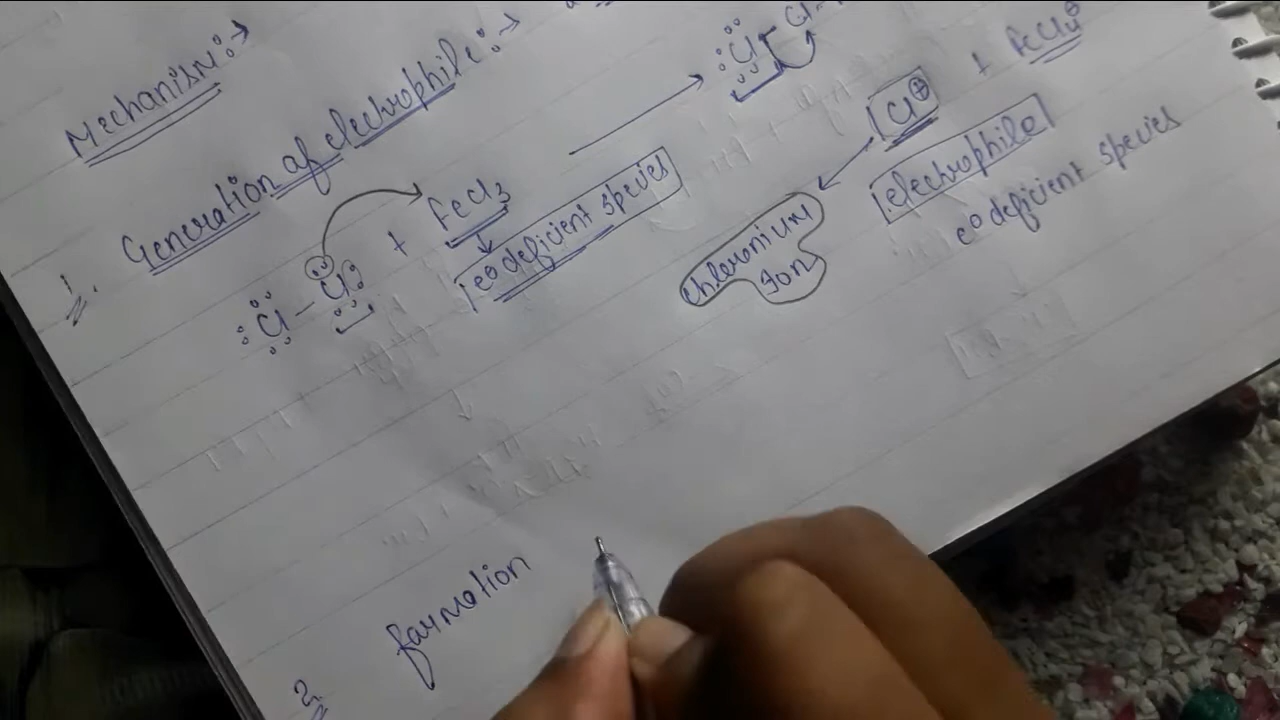 Mechanism:→
1. Generation of electrophile:→
:Cl – Cl: + FeCl3 → :Cl
e⊖ deficient species
Cl⊕ + FeCl4⊖
electrophile
e⊖ deficient species
chloronium
Ion
2. formation